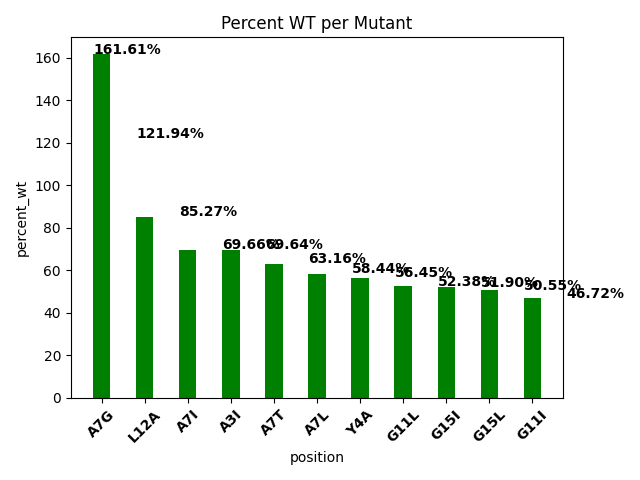 Percent WT per Mutant
161.61%
121.94%
85.27%
69.66%
69.64%
63.16%
58.44%
56.45%
52.38%
51.90%
50.55%
46.72%
percent_wt
160
140
120
100
80
60
40
20
0
A7G
L12A
A7I
A3I
A7T
A7L
Y4A
G11L
G15I
G15L
G11I
position